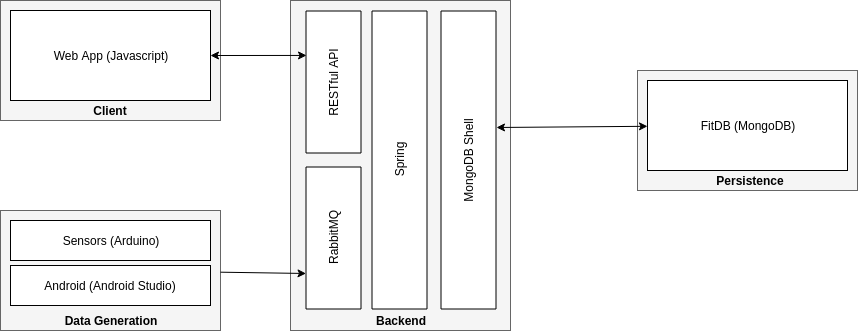 Web App (Javascript)
Client
Sensors (Arduino)
Android (Android Studio)
Data Generation
RESTful API
RabbitMQ
Spring
MongoDB Shell
Backend
FitDB (MongoDB)
Persistence